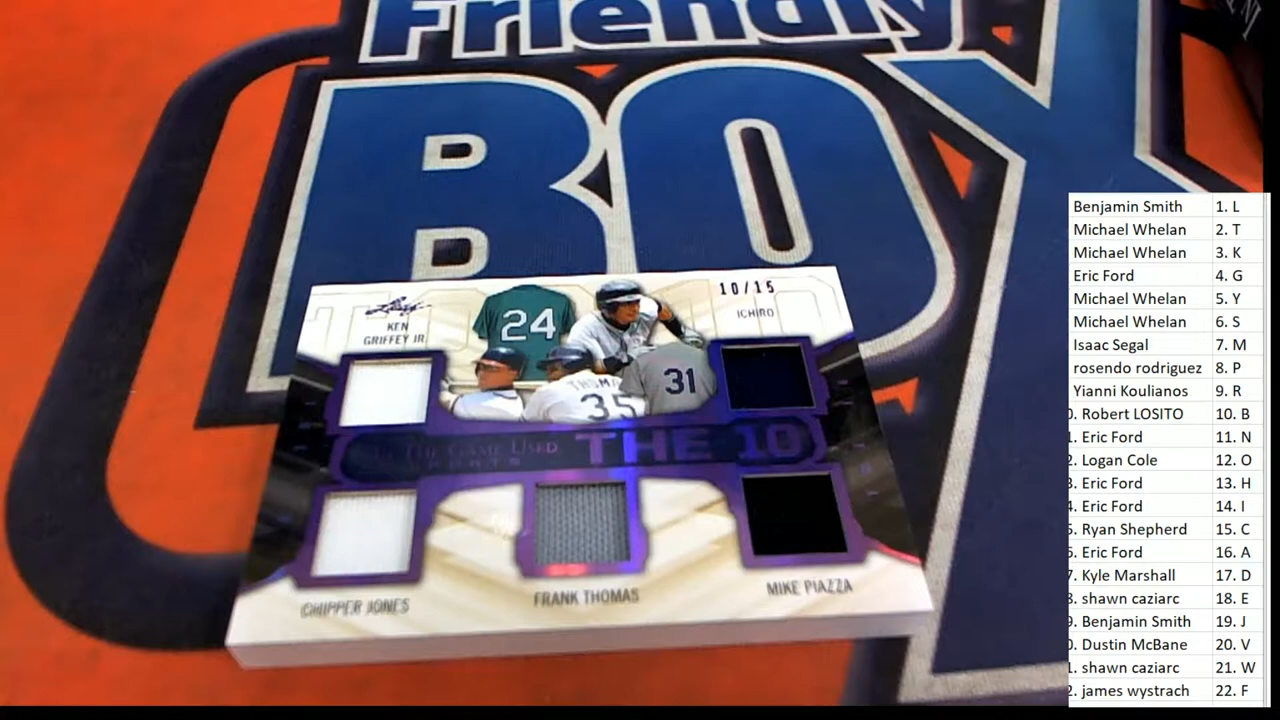 Friendly
BOX
10/15
Leaf
KEN
GRIFFEY JR.
ICHIRO
24
THOMAS
35
31
GAME USED
SPORTS
THE 10
CHIPPER JONES
FRANK THOMAS
MIKE PIAZZA
Benjamin Smith 1. L
Michael Whelan 2. T
Michael Whelan 3. K
Eric Ford 4. G
Michael Whelan 5. Y
Michael Whelan 6. S
Isaac Segal 7. M
rosendo rodriguez 8. P
Yianni Koulianos 9. R
0. Robert LOSITO 10. B
1. Eric Ford 11. N
2. Logan Cole 12. O
3. Eric Ford 13. H
4. Eric Ford 14. I
5. Ryan Shepherd 15. C
6. Eric Ford 16. A
7. Kyle Marshall 17. D
8. shawn caziarc 18. E
9. Benjamin Smith 19. J
0. Dustin McBane 20. V
1. shawn caziarc 21. W
2. james wystrach 22. F